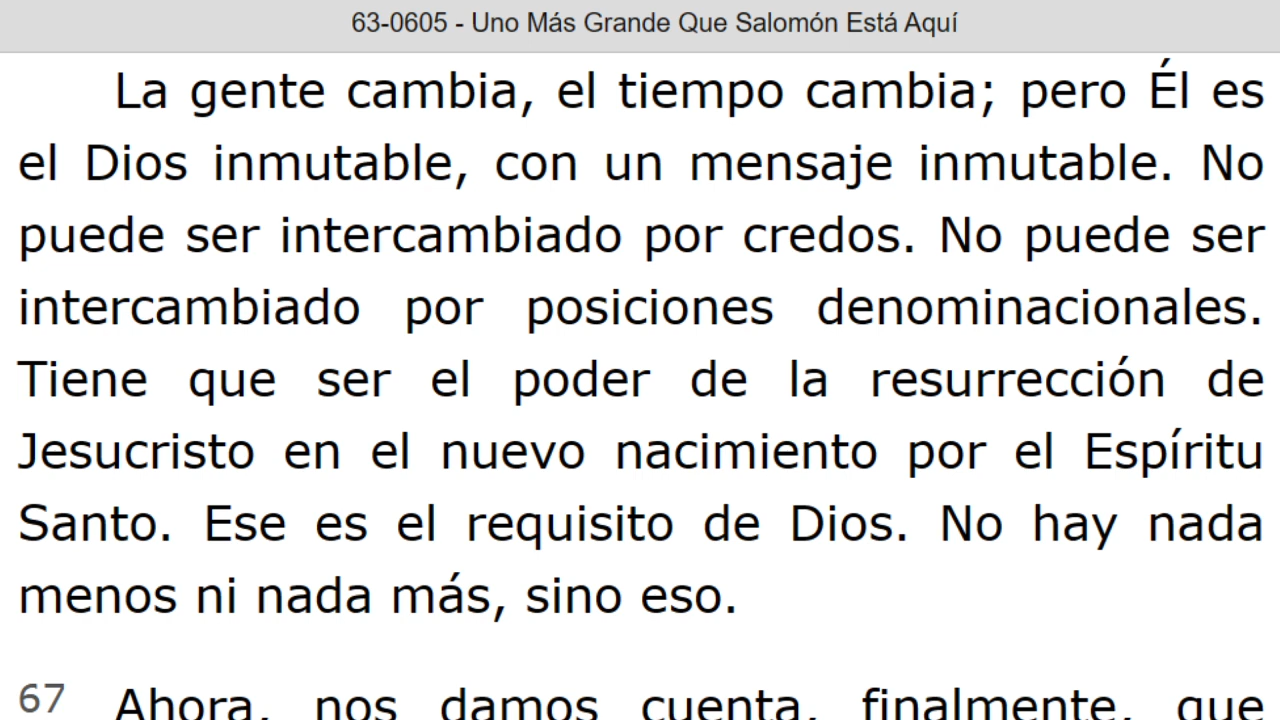 63-0605 - Uno Más Grande Que Salomón Está Aquí
La gente cambia, el tiempo cambia; pero Él es
el Dios inmutable, con un mensaje inmutable. No
puede ser intercambiado por credos. No puede ser
intercambiado por posiciones denominacionales.
Tiene que ser el poder de la resurrección de
Jesucristo en el nuevo nacimiento por el Espíritu
Santo. Ese es el requisito de Dios. No hay nada
menos ni nada más, sino eso.
67 Ahora, nos damos cuenta, finalmente, que